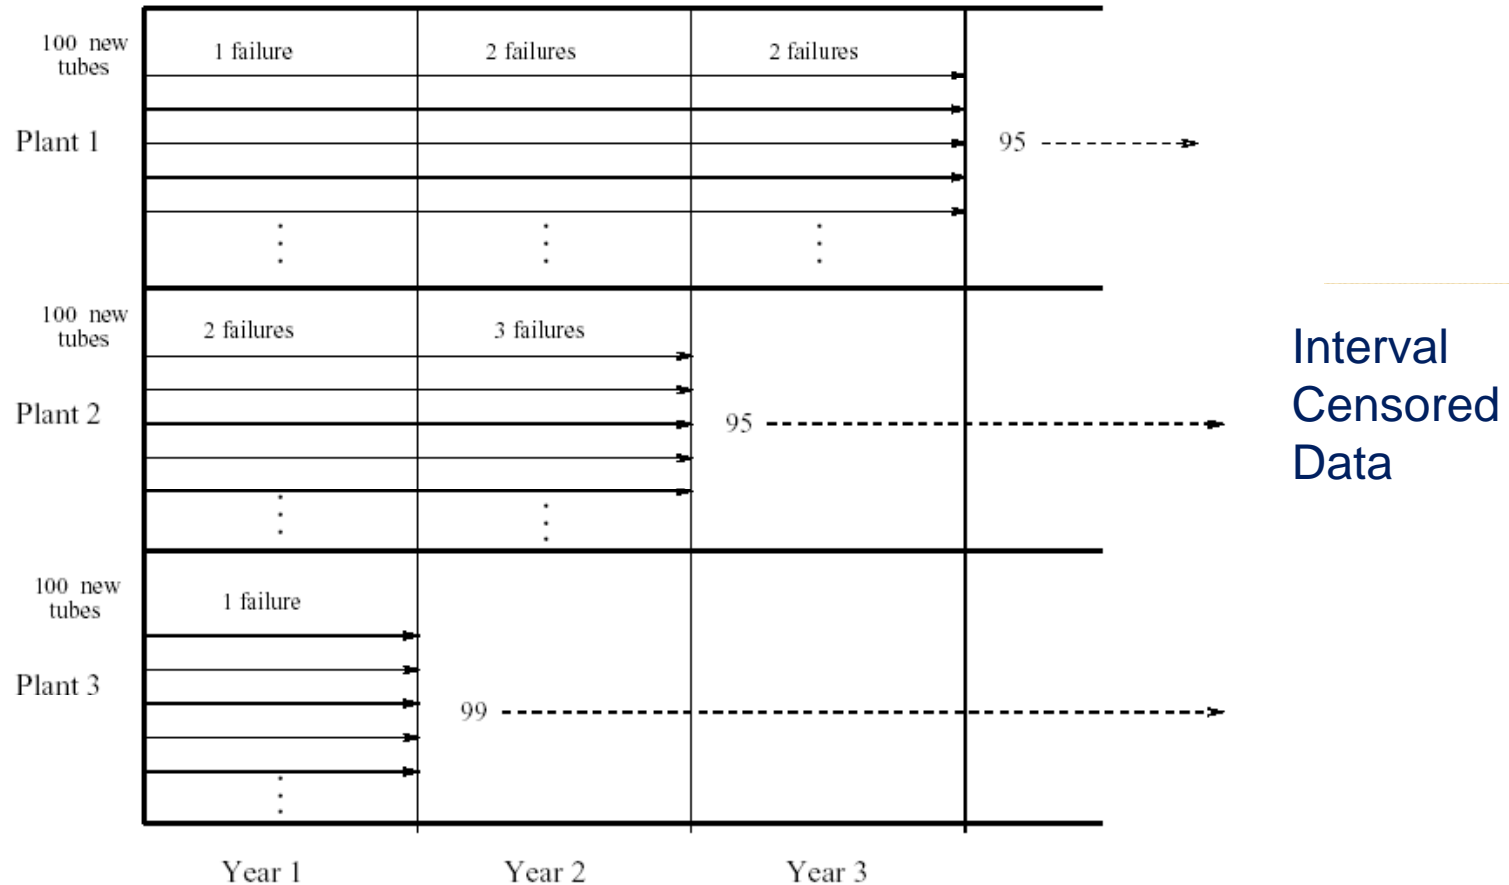 100 new
tubes
1 failure
2 failures
2 failures
Plant 1
95
100 new
tubes
2 failures
3 failures
Plant 2
95
Interval
Censored
Data
100 new
tubes
1 failure
Plant 3
99
Year 1
Year 2
Year 3